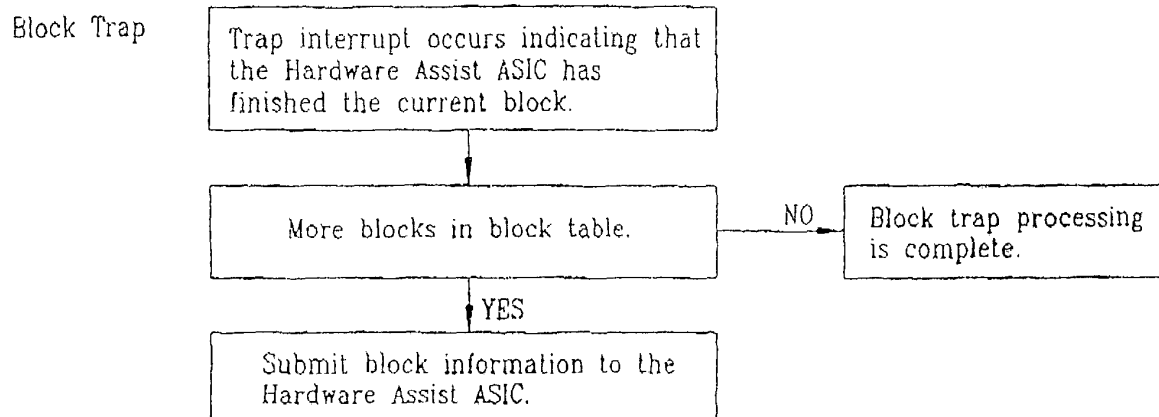 Block Trap
Trap interrupt occurs indicating that
the Hardware Assist ASIC has
finished the current block.
More blocks in block table.
NO
Block trap processing
is complete.
YES
Submit block information to the
Hardware Assist ASIC.